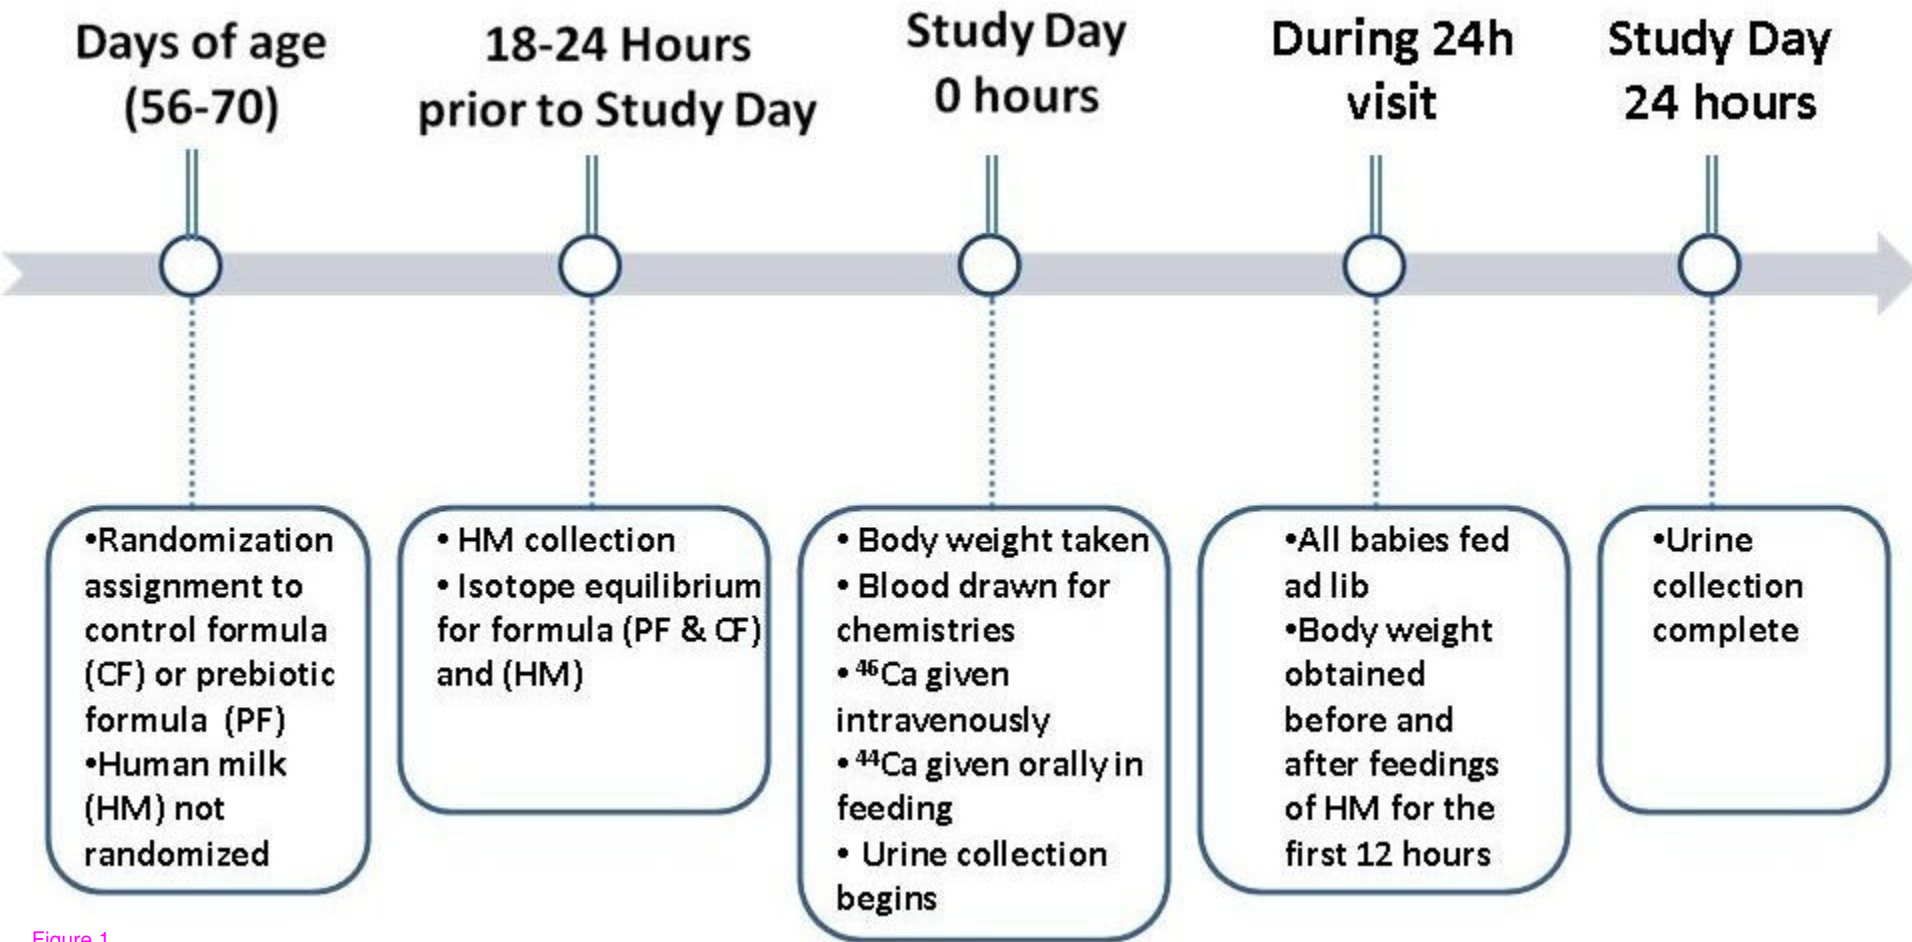 Days of age
(56-70)
18-24 Hours
prior to Study Day
Study Day
0 hours
During 24h
visit
Study Day
24 hours
•Randomization
assignment to
control formula
(CF) or prebiotic
formula (PF)
•Human milk
(HM) not
randomized
• HM collection
• Isotope equilibrium
for formula (PF & CF)
and (HM)
• Body weight taken
• Blood drawn for
chemistries
• ⁴⁶Ca given
intravenously
• ⁴⁴Ca given orally in
feeding
• Urine collection
begins
•All babies fed
ad lib
•Body weight
obtained
before and
after feedings
of HM for the
first 12 hours
•Urine
collection
complete
Figure 1